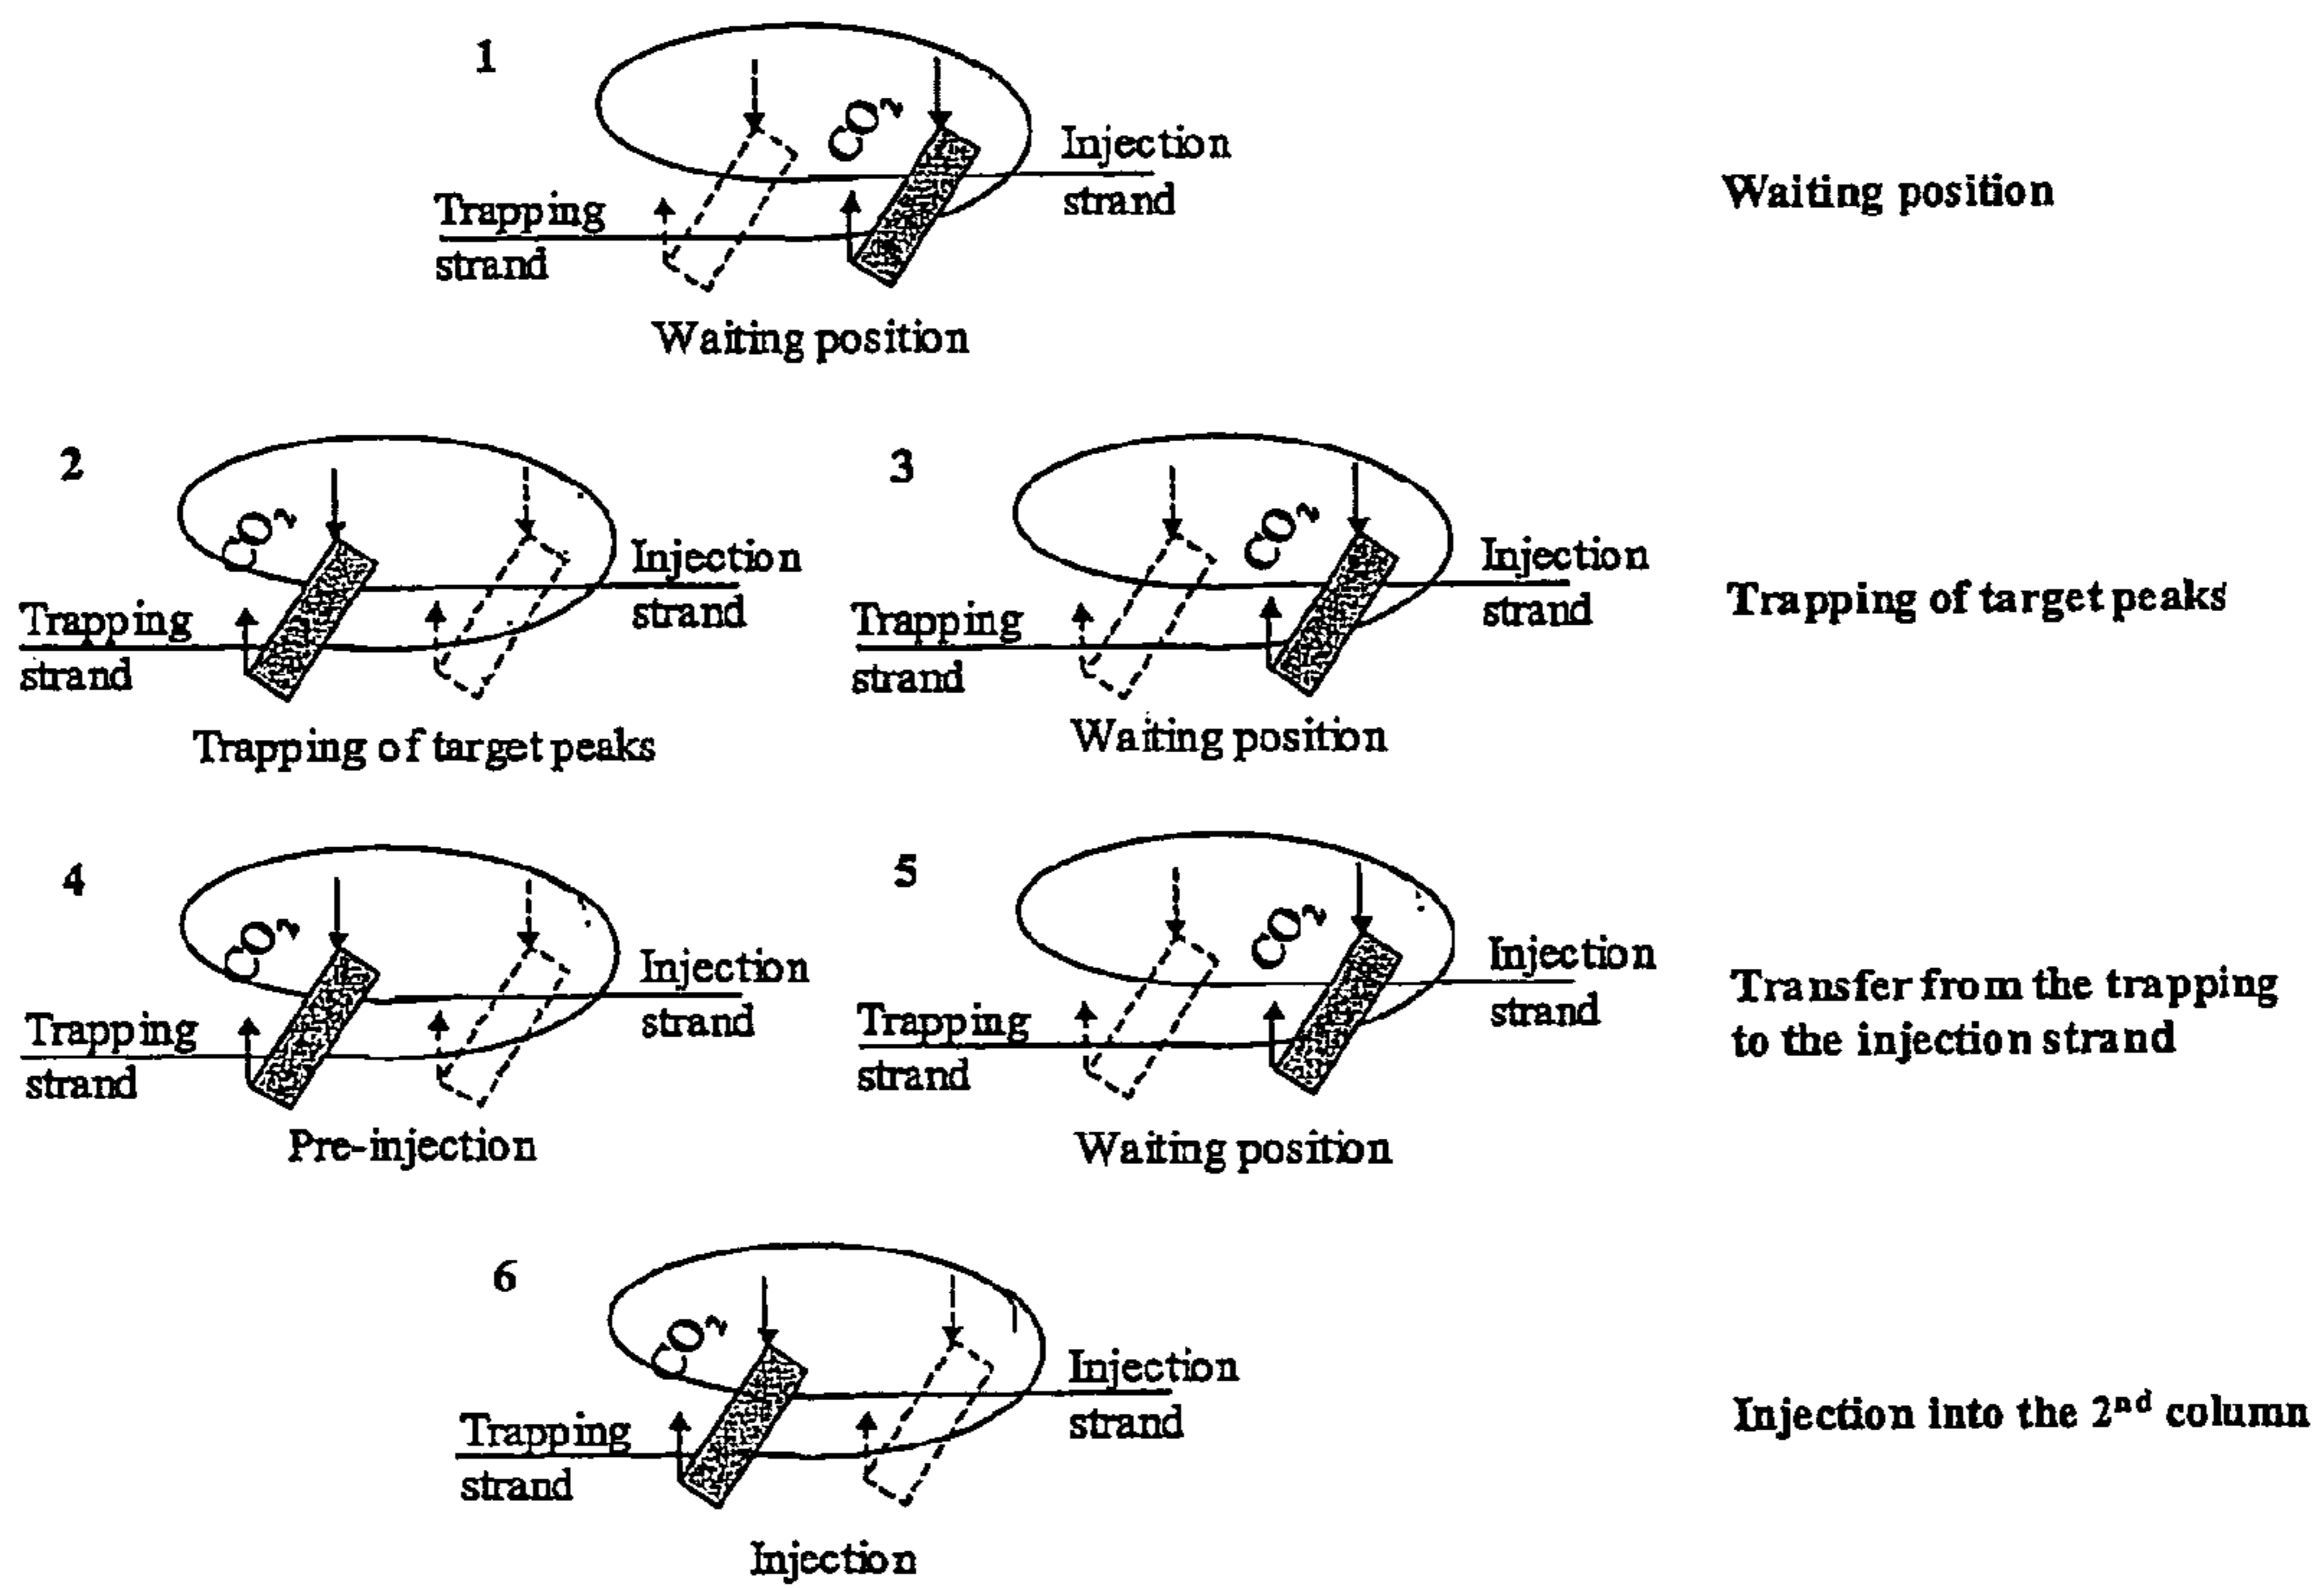 1
CO₂
Injection
strand
Trapping
strand
Waiting position
Waiting position
2
CO₂
Injection
strand
Trapping
strand
Trapping of target peaks
3
CO₂
Injection
strand
Trapping
strand
Waiting position
Trapping of target peaks
4
CO₂
Injection
strand
Trapping
strand
Pre-injection
5
CO₂
Injection
strand
Trapping
strand
Waiting position
Transfer from the trapping
to the injection strand
6
CO₂
Injection
strand
Trapping
strand
Injection
Injection into the 2ⁿᵈ column